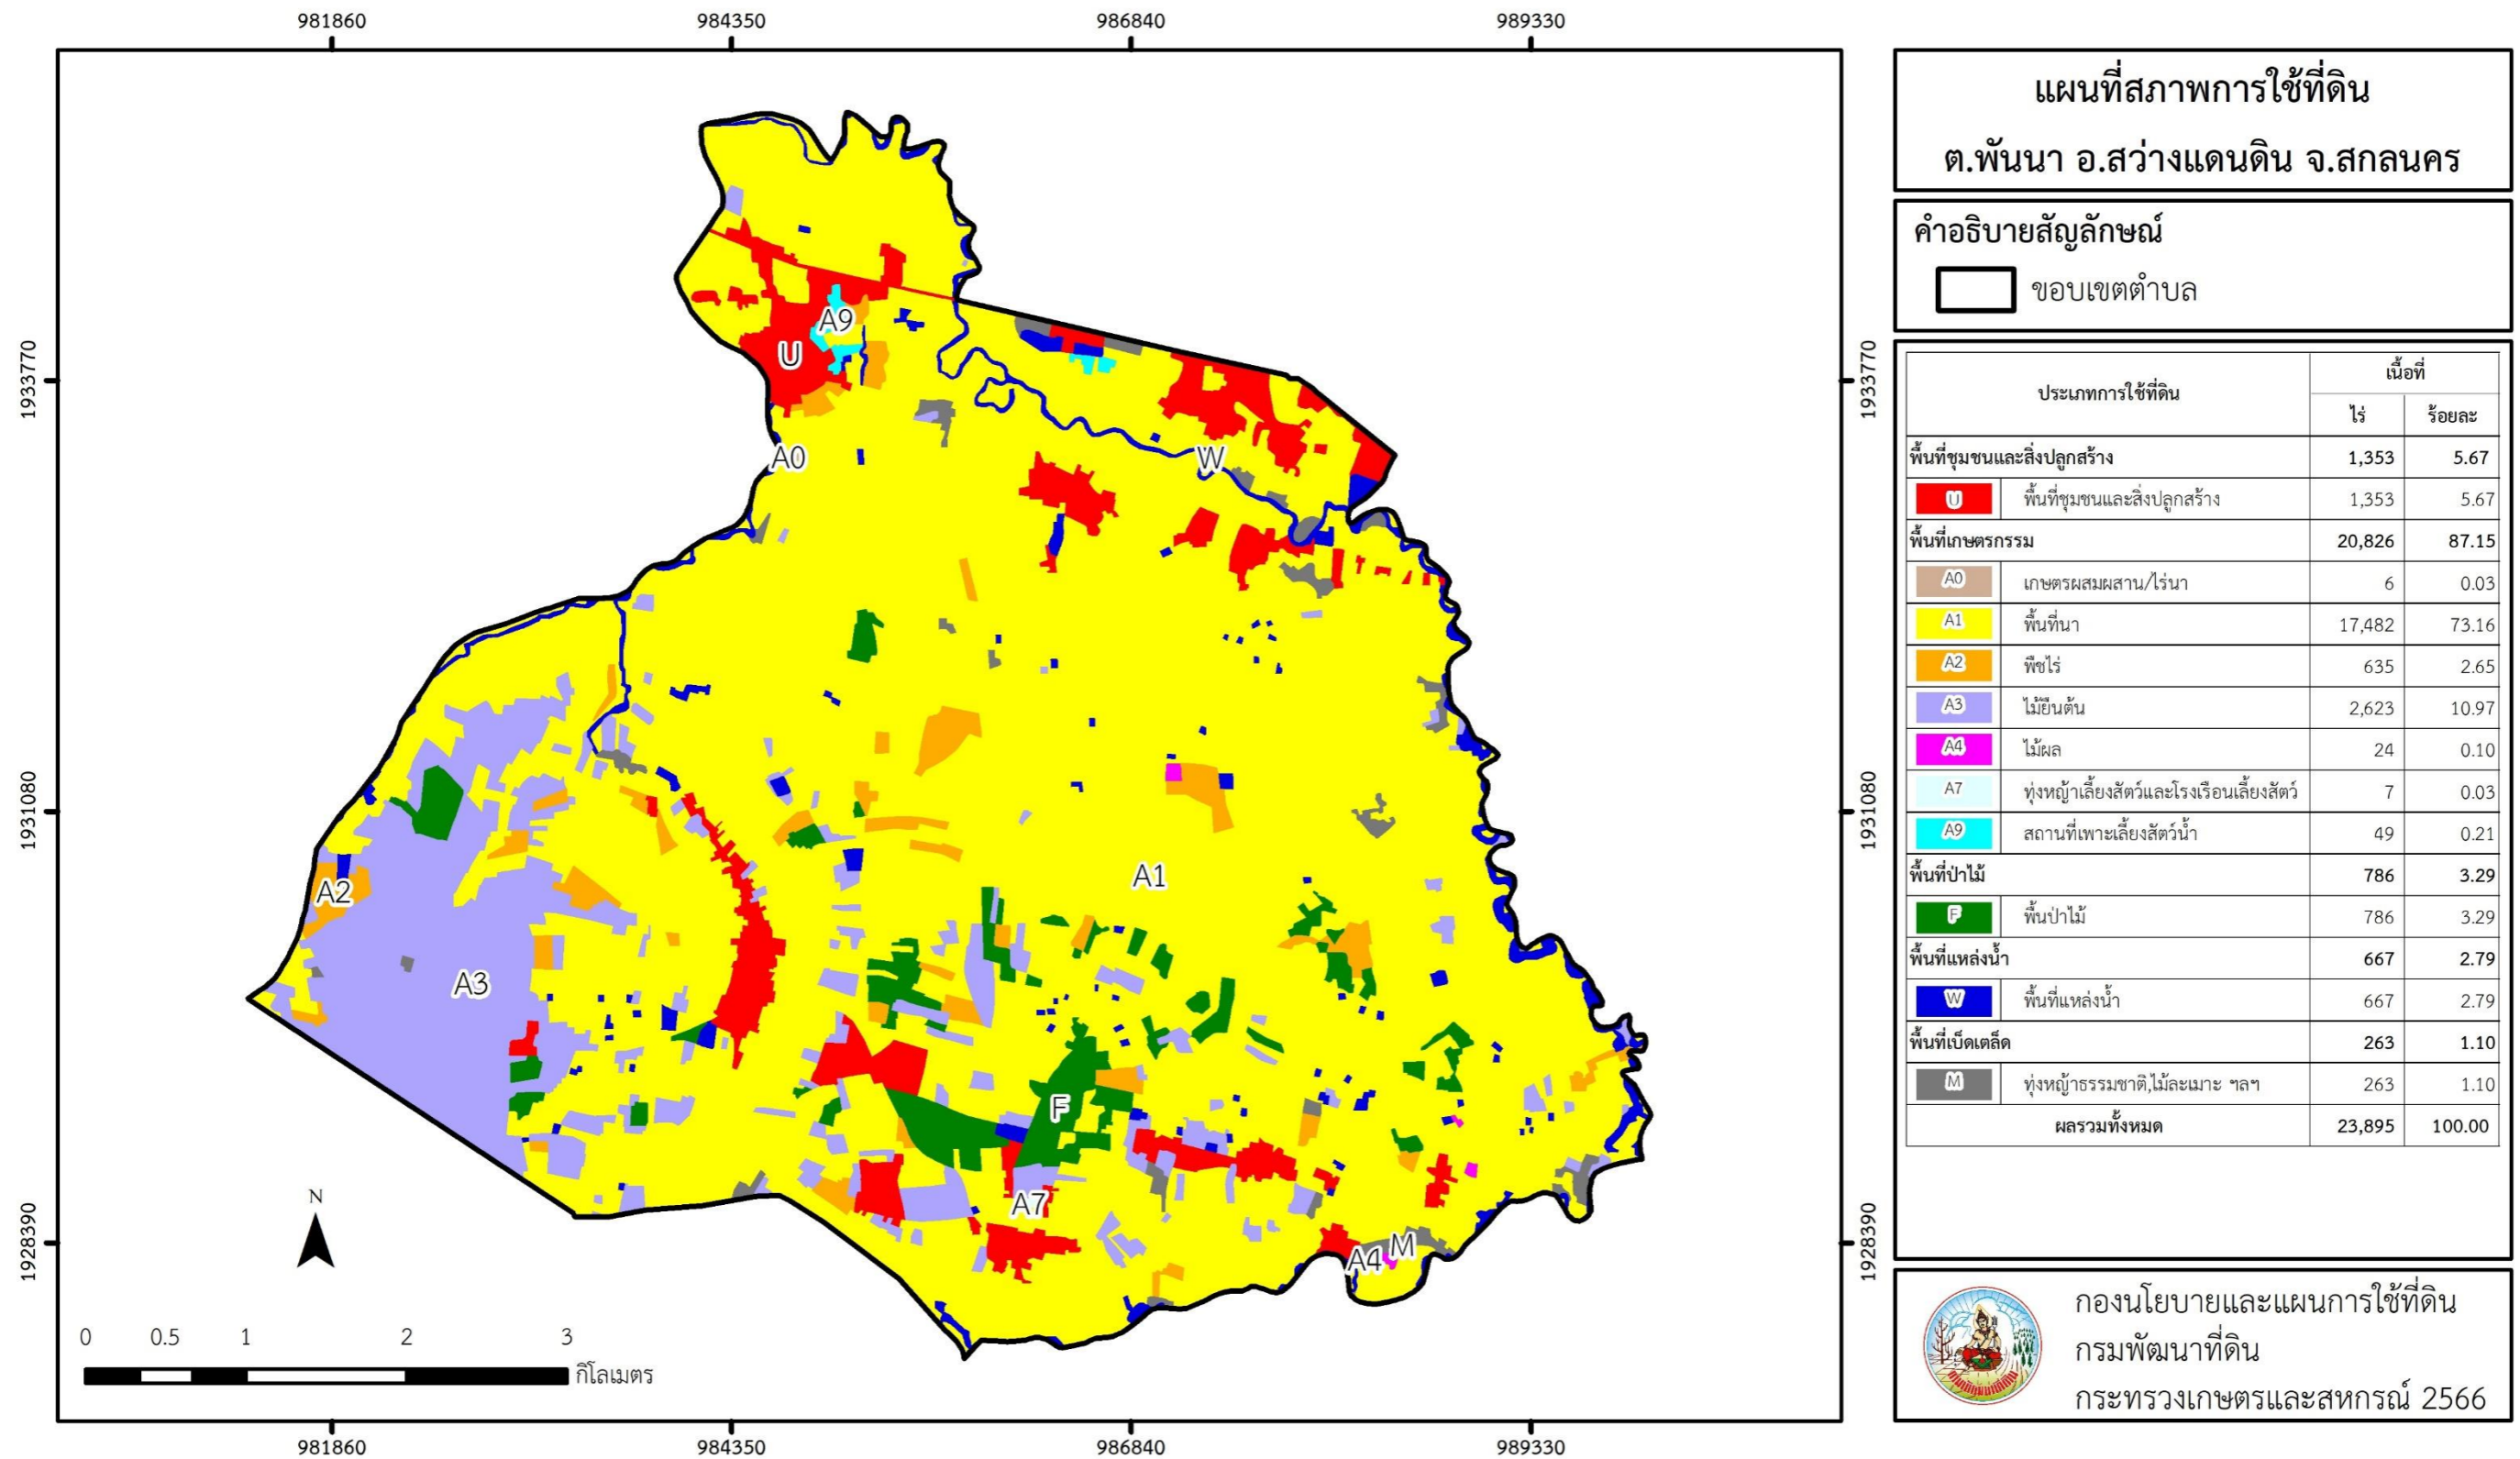 981860 984350 986840 989330
แผนที่สภาพการใช้ที่ดิน
ต.พันนา อ.สว่างแดนดิน จ.สกลนคร
คำอธิบายสัญลักษณ์
ขอบเขตตำบล
ประเภทการใช้ที่ดิน เนื้อที่
ไร่ ร้อยละ
พื้นที่ชุมชนและสิ่งปลูกสร้าง 1,353 5.67
U พื้นที่ชุมชนและสิ่งปลูกสร้าง 1,353 5.67
พื้นที่เกษตรกรรม 20,826 87.15
A0 เกษตรผสมผสาน/ไร่นา 6 0.03
A1 พื้นที่นา 17,482 73.16
A2 พืชไร่ 635 2.65
A3 ไม้ยืนต้น 2,623 10.97
A4 ไม้ผล 24 0.10
A7 ทุ่งหญ้าเลี้ยงสัตว์และโรงเรือนเลี้ยงสัตว์ 7 0.03
A9 สถานที่เพาะเลี้ยงสัตว์น้ำ 49 0.21
พื้นที่ป่าไม้ 786 3.29
F พื้นป่าไม้ 786 3.29
พื้นที่แหล่งน้ำ 667 2.79
W พื้นที่แหล่งน้ำ 667 2.79
พื้นที่เบ็ดเตล็ด 263 1.10
M ทุ่งหญ้าธรรมชาติ,ไม้ละเมาะ ฯลฯ 263 1.10
ผลรวมทั้งหมด 23,895 100.00
กองนโยบายและแผนการใช้ที่ดิน
กรมพัฒนาที่ดิน
กระทรวงเกษตรและสหกรณ์ 2566
A9
U
A0
W
A1
A2
A3
F
A7
A4 M
1933770 1933770
1931080 1931080
1928390 1928390
N
0 0.5 1 2 3
กิโลเมตร
981860 984350 986840 989330